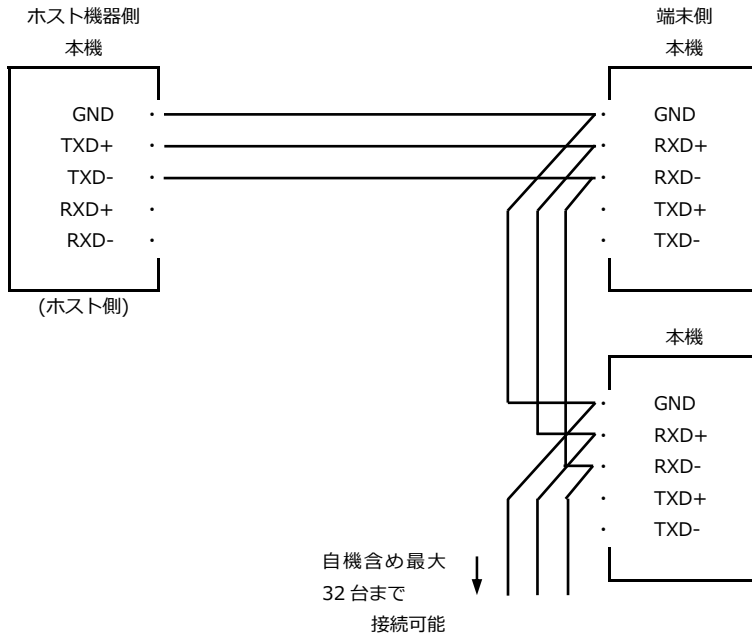 ホスト機器側
本機
GND
TXD+
TXD-
RXD+
RXD-
(ホスト側)
端末側
本機
GND
RXD+
RXD-
TXD+
TXD-
本機
GND
RXD+
RXD-
TXD+
TXD-
自機含め最大
32 台まで
接続可能